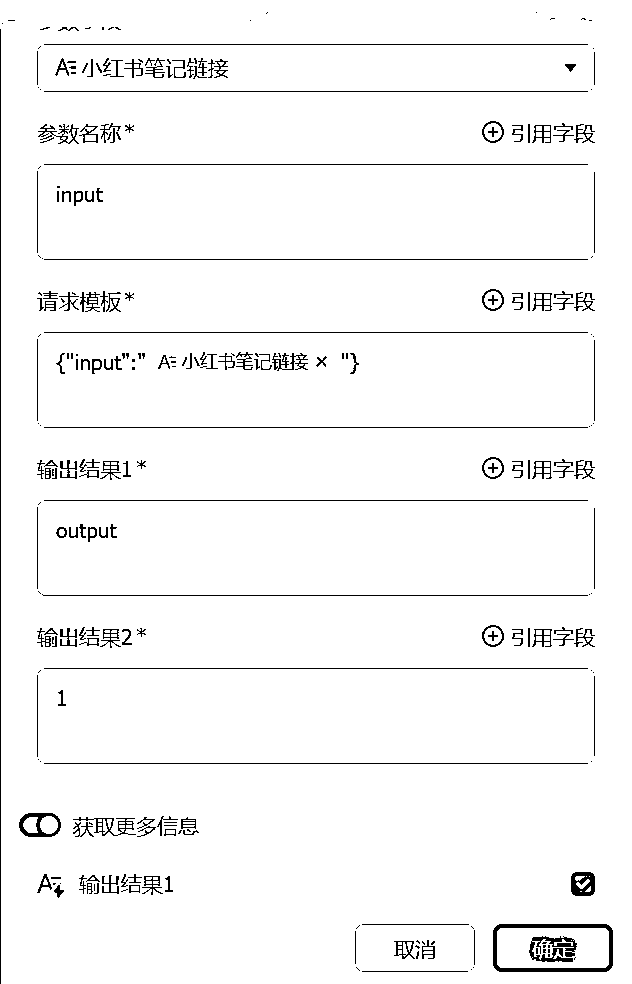 小红书笔记链接
参数名称*
引用字段
input
请求模板*
引用字段
{"input":" 小红书笔记链接 × "}
输出结果1*
引用字段
output
输出结果2*
引用字段
1
获取更多信息
输出结果1
取消
确定